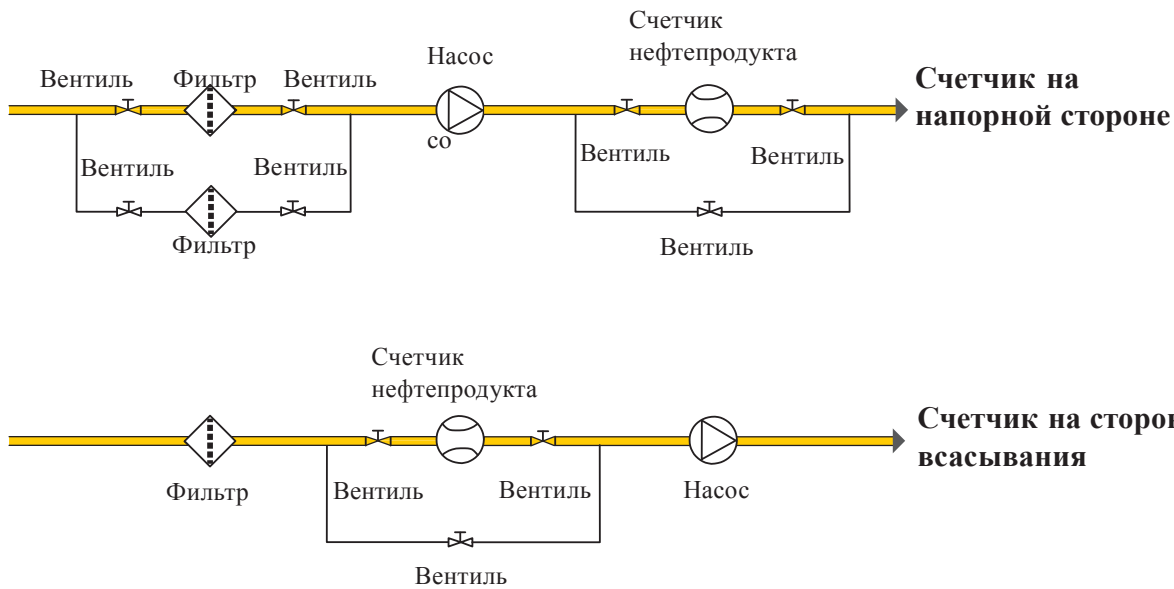 Счетчик
нефтепродукта
Насос
Вентиль
Фильтр
Вентиль
Счетчик на
напорной стороне
со
Вентиль
Вентиль
Вентиль
Вентиль
Фильтр
Вентиль
Счетчик
нефтепродукта
Счетчик на сторон
всасывания
Фильтр
Вентиль
Вентиль
Насос
Вентиль